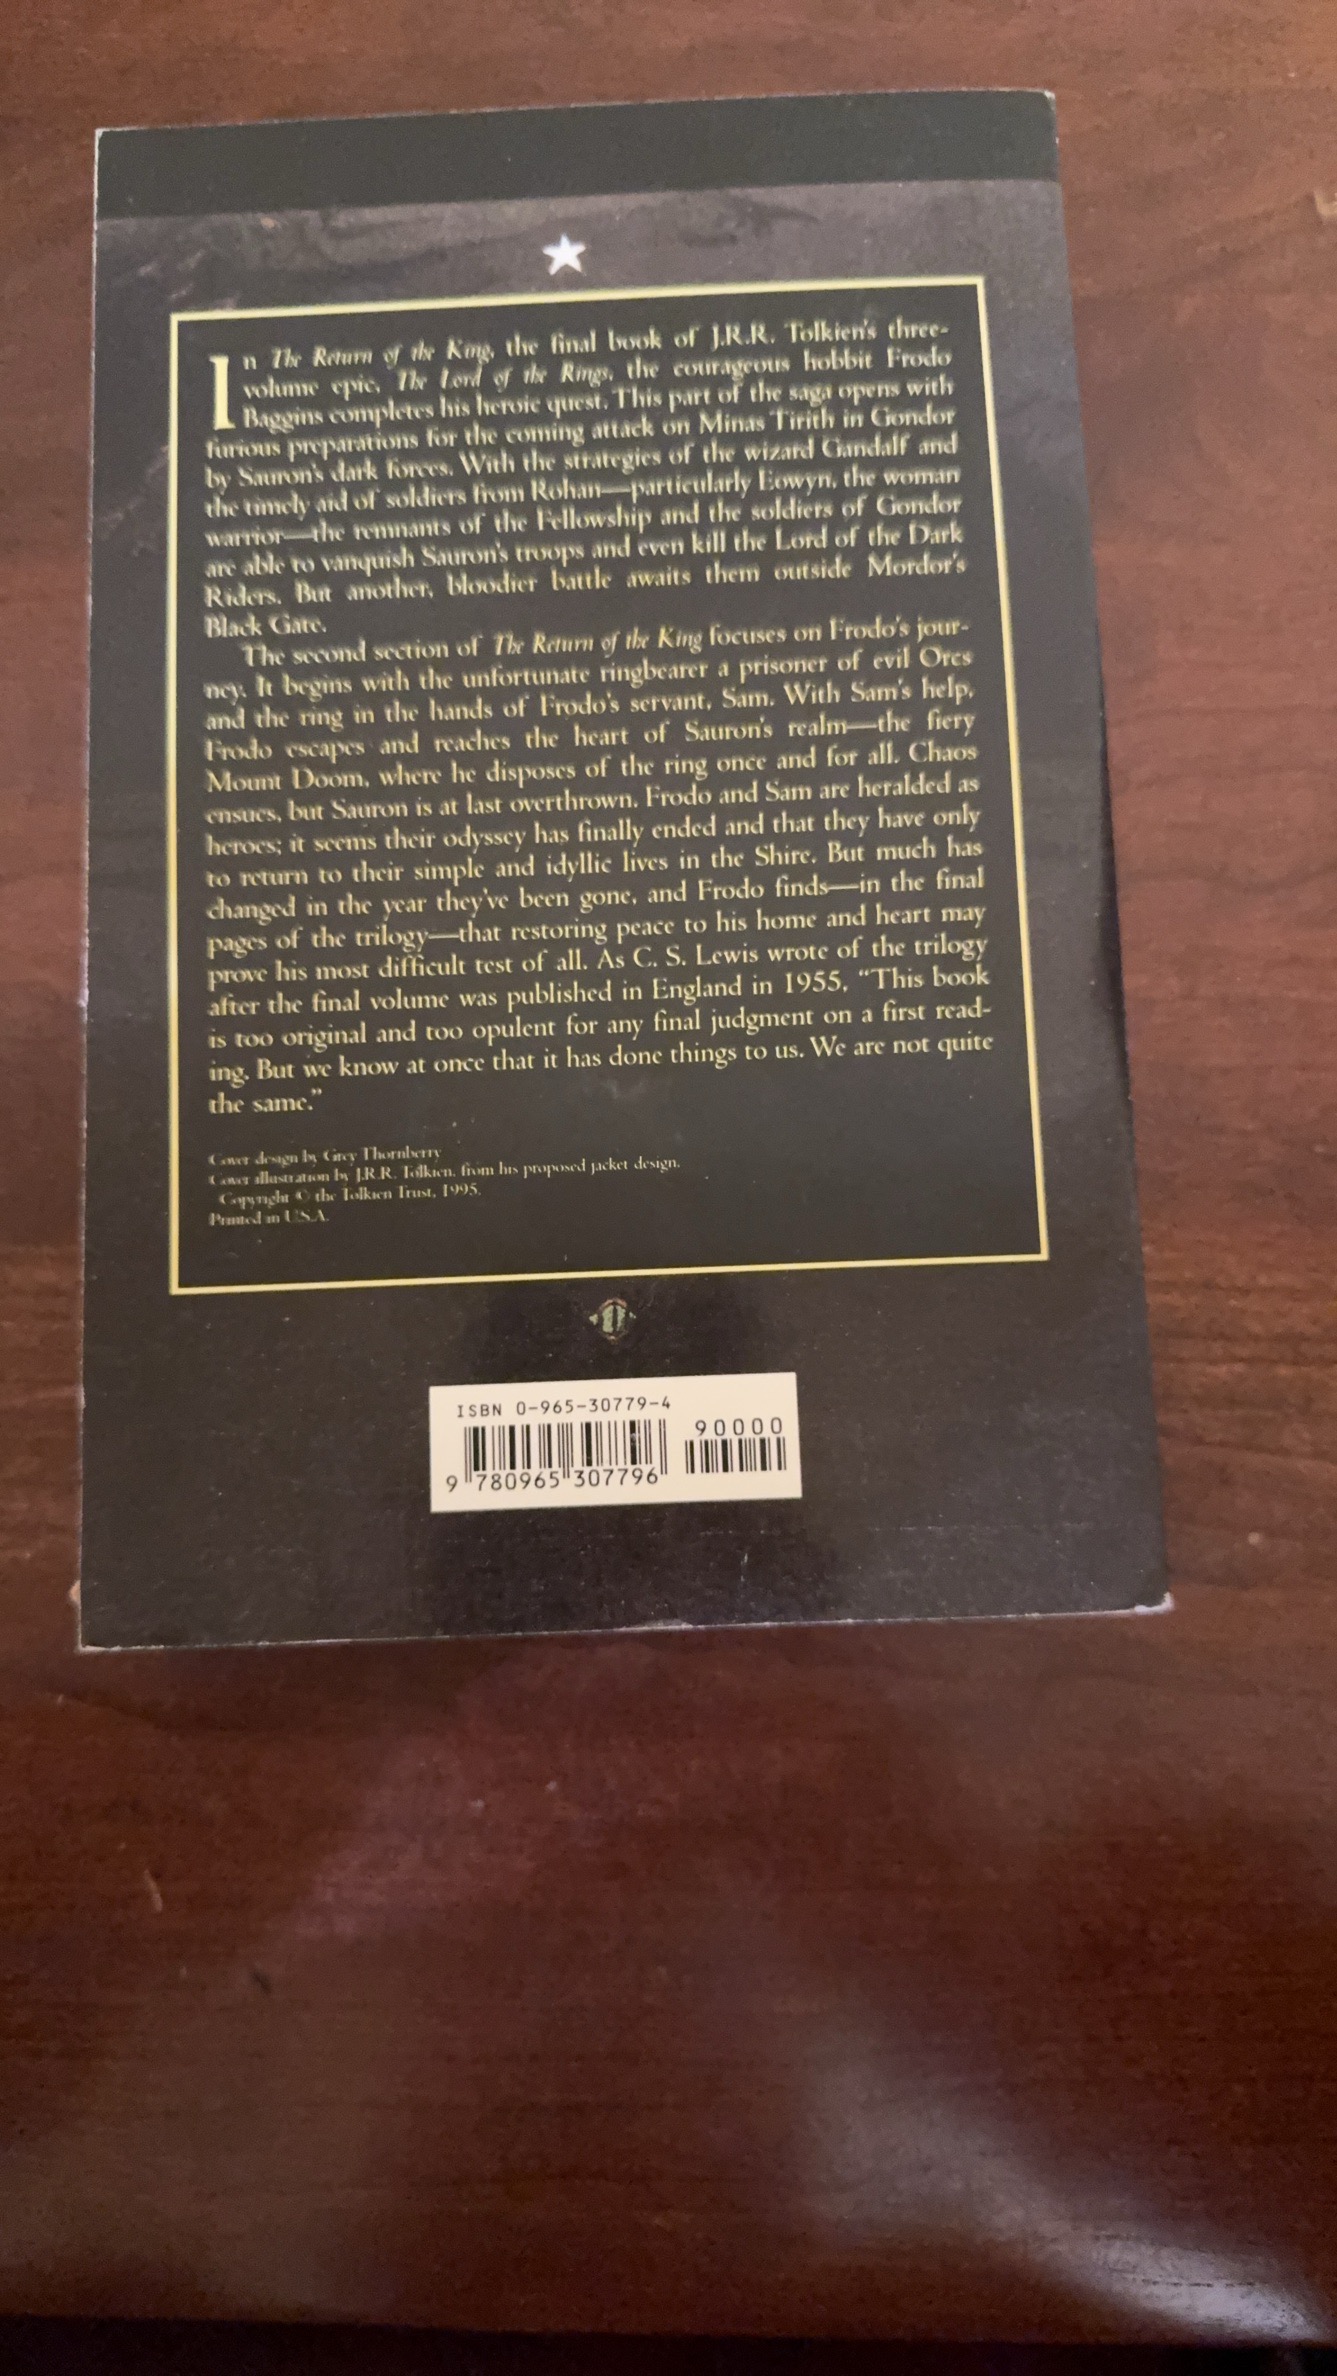 In The Return of the King, the final book of J.R.R. Tolkien's three-
volume epic, The Lord of the Rings, the courageous hobbit Frodo
Baggins completes his heroic quest. This part of the saga opens with
furious preparations for the coming attack on Minas Tirith in Gondor
by Sauron's dark forces. With the strategies of the wizard Gandalf and
the timely aid of soldiers from Rohan—particularly Eowyn, the woman
warrior—the remnants of the Fellowship and the soldiers of Gondor
are able to vanquish Sauron's troops and even kill the Lord of the Dark
Riders. But another, bloodier battle awaits them outside Mordor's
Black Gate.
The second section of The Return of the King focuses on Frodo's jour-
ney. It begins with the unfortunate ringbearer a prisoner of evil Orcs
and the ring in the hands of Frodo's servant, Sam. With Sam's help,
Frodo escapes and reaches the heart of Sauron's realm—the fiery
Mount Doom, where he disposes of the ring once and for all. Chaos
ensues, but Sauron is at last overthrown. Frodo and Sam are heralded as
heroes; it seems their odyssey has finally ended and that they have only
to return to their simple and idyllic lives in the Shire. But much has
changed in the year they've been gone, and Frodo finds—in the final
pages of the trilogy—that restoring peace to his home and heart may
prove his most difficult test of all. As C. S. Lewis wrote of the trilogy
after the final volume was published in England in 1955, “This book
is too original and too opulent for any final judgment on a first read-
ing. But we know at once that it has done things to us. We are not quite
the same.”
Cover design by Grey Thornberry
Cover illustration by J.R.R. Tolkien, from his proposed jacket design.
Copyright © the Tolkien Trust, 1995.
Printed in U.S.A.
ISBN 0-965-30779-4
90000
9 780965 307796